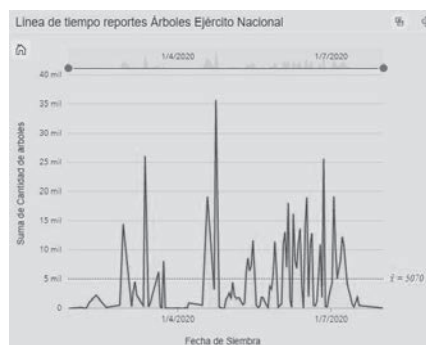 Línea de tiempo reportes Árboles Ejército Nacional
1/4/2020 1/7/2020
40 mil
35 mil
30 mil
25 mil
20 mil
15 mil
10 mil
5 mil
x̄ = 5070
0
1/4/2020 1/7/2020
Suma de Cantidad de arboles
Fecha de Siembra